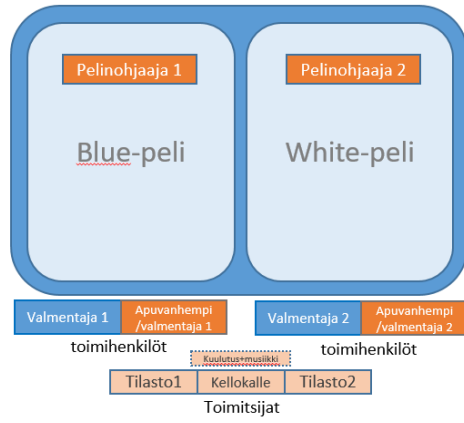 Pelinohjaaja 1
Pelinohjaaja 2
Blue-peli
White-peli
Valmentaja 1
Apuvanhempi
/valmentaja 1
Valmentaja 2
Apuvanhempi
/valmentaja 2
toimihenkilöt
toimihenkilöt
Kuulutus+musiikki
Tilasto1
Kellokalle
Tilasto2
Toimitsijat